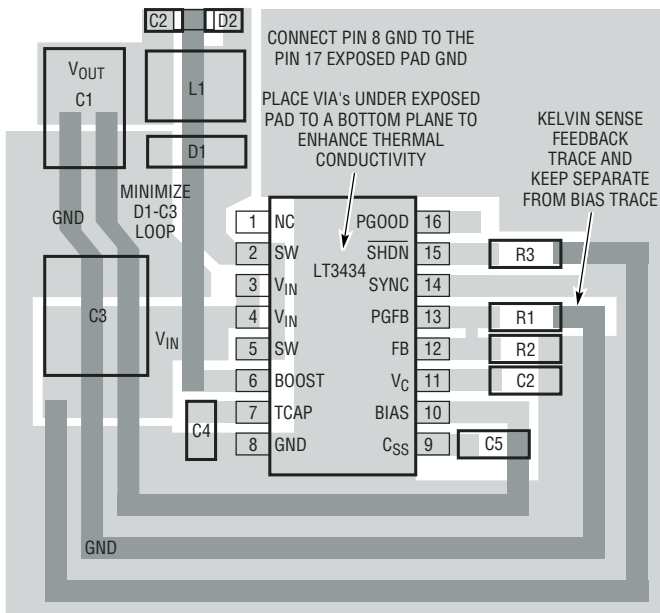 C2
D2
CONNECT PIN 8 GND TO THE
PIN 17 EXPOSED PAD GND
VOUT
C1
L1
PLACE VIA's UNDER EXPOSED
PAD TO A BOTTOM PLANE TO
ENHANCE THERMAL
CONDUCTIVITY
KELVIN SENSE
FEEDBACK
TRACE AND
KEEP SEPARATE
FROM BIAS TRACE
D1
MINIMIZE
D1-C3
LOOP
GND
1 NC
PGOOD 16
2 SW
SHDN 15
R3
LT3434
3 VIN
SYNC 14
C3
4 VIN
PGFB 13
R1
VIN
5 SW
FB 12
R2
6 BOOST
VC 11
C2
C4
7 TCAP
BIAS 10
8 GND
CSS 9
C5
GND